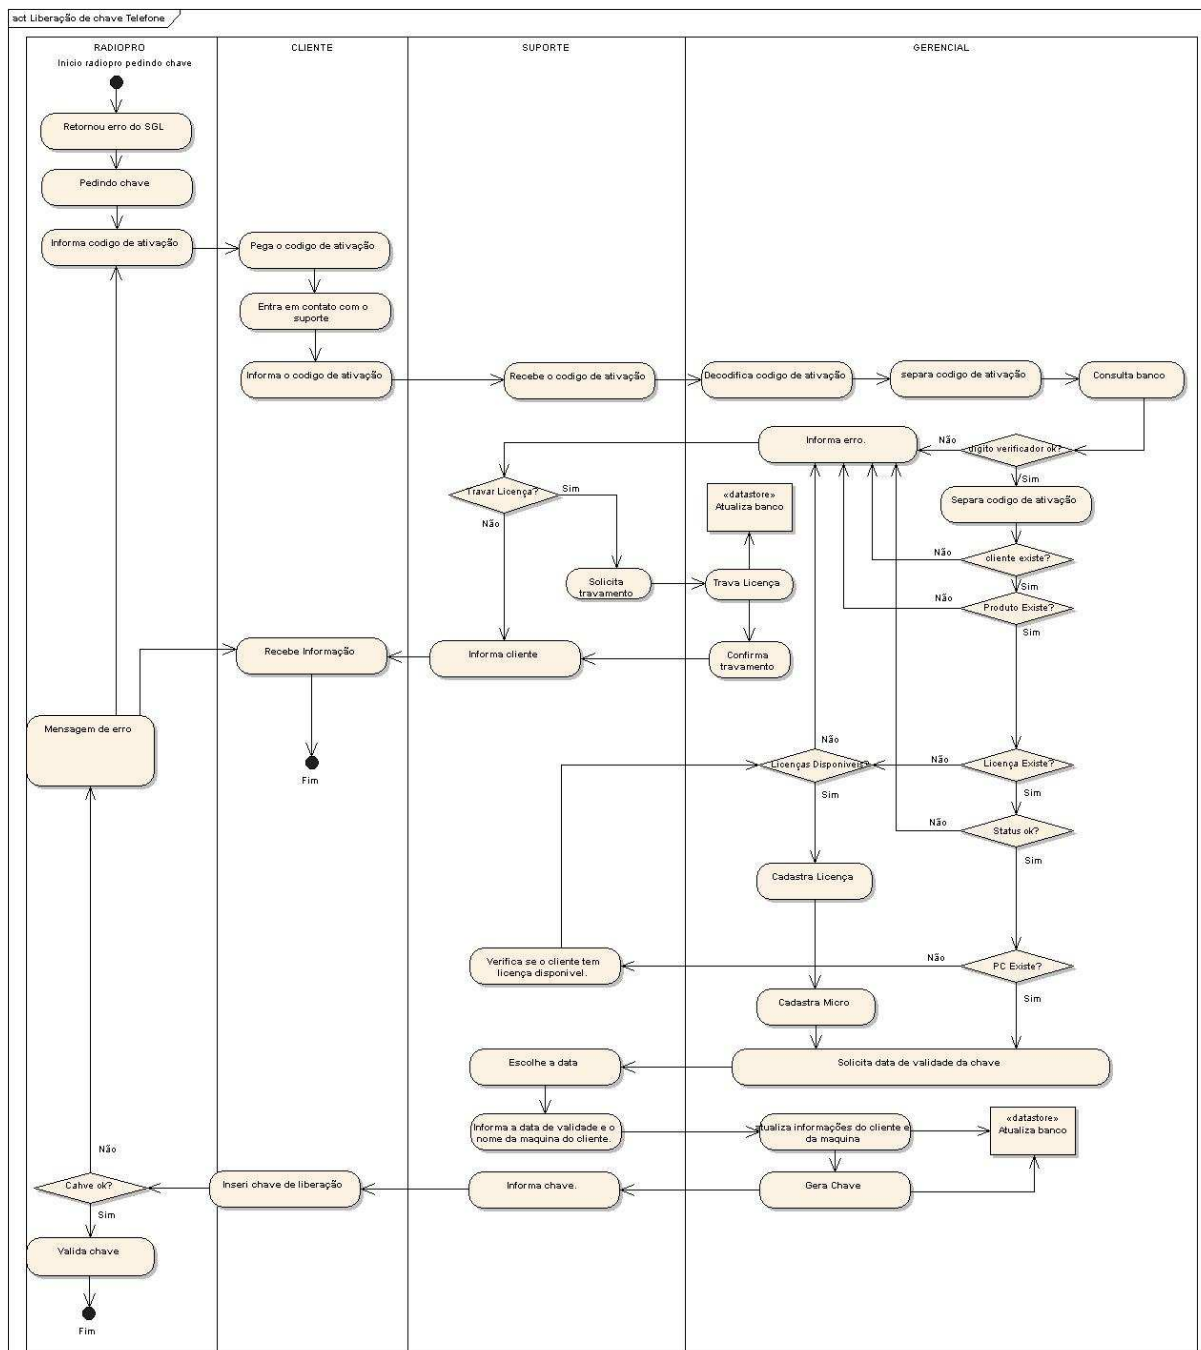 act Liberação de chave Telefone
RADIOPRO
CLIENTE
SUPORTE
GERENCIAL
Inicio radiopro pedindo chave
Retornou erro do SGL
Pedindo chave
Informa codigo de ativação
Pega o codigo de ativação
Entra em contato com o
suporte
Informa o codigo de ativação
Recebe o codigo de ativação
Decodifica codigo de ativação
separa codigo de ativação
Consulta banco
Informa erro.
Não
digito verificador ok?
Sim
Travar Licença?
Sim
Não
«datastore»
Atualiza banco
Separa codigo de ativação
Não
cliente existe?
Sim
Solicita
travamento
Trava Licença
Não
Produto Existe?
Sim
Recebe Informação
Informa cliente
Confirma
travamento
Mensagem de erro
Fim
Não
Licenças Disponiveis?
Sim
Não
Licença Existe?
Sim
Não
Status ok?
Sim
Cadastra Licença
Verifica se o cliente tem
licença disponivel.
Não
PC Existe?
Sim
Cadastra Micro
Escolhe a data
Solicita data de validade da chave
Informa a data de validade e o
nome da maquina do cliente.
atualiza informações do cliente e
da maquina
«datastore»
Atualiza banco
Não
Cahve ok?
Sim
Inseri chave de liberação
Informa chave.
Gera Chave
Valida chave
Fim